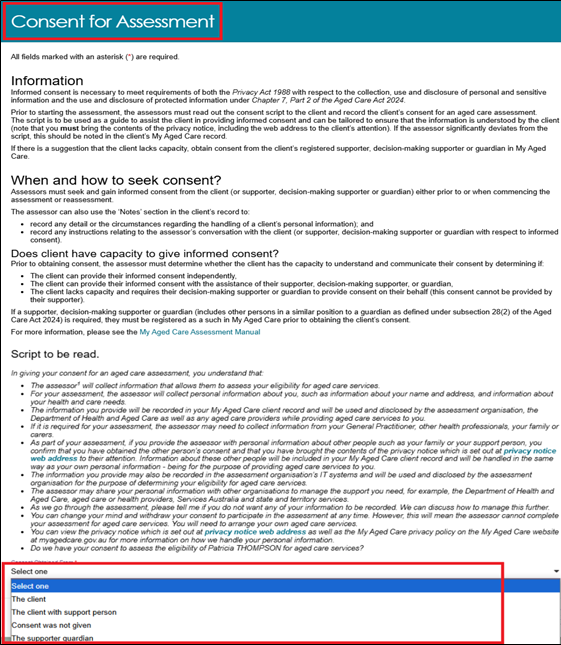 Consent for Assessment
All fields marked with an asterisk (*) are required.
Information
Informed consent is necessary to meet requirements of both the Privacy Act 1988 with respect to the collection, use and disclosure of personal and sensitive
information and the use and disclosure of protected information under Chapter 7, Part 2 of the Aged Care Act 2024.
Prior to starting the assessment, the assessors must read out the consent script to the client and record the client's consent for an aged care assessment.
The script is to be used as a guide to assist the client in providing informed consent and can be tailored to ensure that the information is understood by the client
(note that you must bring the contents of the privacy notice, including the web address to the client's attention). If the assessor significantly deviates from the
script, this should be noted in the client's My Aged Care record.
If there is a suggestion that the client lacks capacity, obtain consent from the client's registered supporter, decision-making supporter or guardian in My Aged
Care.
When and how to seek consent?
Assessors must seek and gain informed consent from the client (or supporter, decision-making supporter or guardian) either prior to or when commencing the
assessment or reassessment.
The assessor can also use the 'Notes' section in the client's record to:
• record any detail or the circumstances regarding the handling of a client's personal information); and
• record any instructions relating to the assessor's conversation with the client (or supporter, decision-making supporter or guardian with respect to informed
consent).
Does client have capacity to give informed consent?
Prior to obtaining consent, the assessor must determine whether the client has the capacity to understand and communicate their consent by determining if:
• The client can provide their informed consent independently,
• The client can provide their informed consent with the assistance of their supporter, decision-making supporter, or guardian,
• The client lacks capacity and requires their decision-making supporter or guardian to provide consent on their behalf (this consent cannot be provided by
their supporter).
If a supporter, decision-making supporter or guardian (includes other persons in a similar position to a guardian as defined under subsection 28(2) of the Aged
Care Act 2024) is required, they must be registered as a such in My Aged Care prior to obtaining the client's consent.
For more information, please see the My Aged Care Assessment Manual
Script to be read.
In giving your consent for an aged care assessment, you understand that:
• The assessor¹ will collect information that allows them to assess your eligibility for aged care services.
• For your assessment, the assessor will collect personal information about you, such as information about your name and address, and information about
your health and care needs.
• The information you provide will be recorded in your My Aged Care client record and will be used and disclosed by the assessment organisation, the
Department of Health and Aged Care as well as any aged care providers while providing aged care services to you.
• If it is required for your assessment, the assessor may need to collect information from your General Practitioner, other health professionals, your family or
carers.
• As part of your assessment, if you provide the assessor with personal information about other people such as your family or your support person, you
confirm that you have obtained the other person's consent and that you have brought the contents of the privacy notice which is set out at privacy notice
web address to their attention. Information about these other people will be included in your My Aged Care client record and will be handled in the same
way as your own personal information - being for the purpose of providing aged care services to you.
• The information you provide may also be recorded in the assessment organisation's IT systems and will be used and disclosed by the assessment
organisation for the purpose of determining your eligibility for aged care services.
• The assessor may share your personal information with other organisations to manage the support you need, for example, the Department of Health and
Aged Care, aged care or health providers, Services Australia and state and territory services.
• As we go through the assessment, please tell me if you do not want any of your information to be recorded. We can discuss how to manage this further.
• You can change your mind and withdraw your consent to participate in the assessment at any time. However, this will mean the assessor cannot complete
your assessment for aged care services. You will need to arrange your own aged care services.
• You can view the privacy notice which is set out at privacy notice web address as well as the My Aged Care privacy policy on the My Aged Care website
at myagedcare.gov.au for more information on how we handle your personal information.
• Do we have your consent to assess the eligibility of Patricia THOMPSON for aged care services?
Select one
Select one
The client
The client with support person
Consent was not given
The supporter guardian